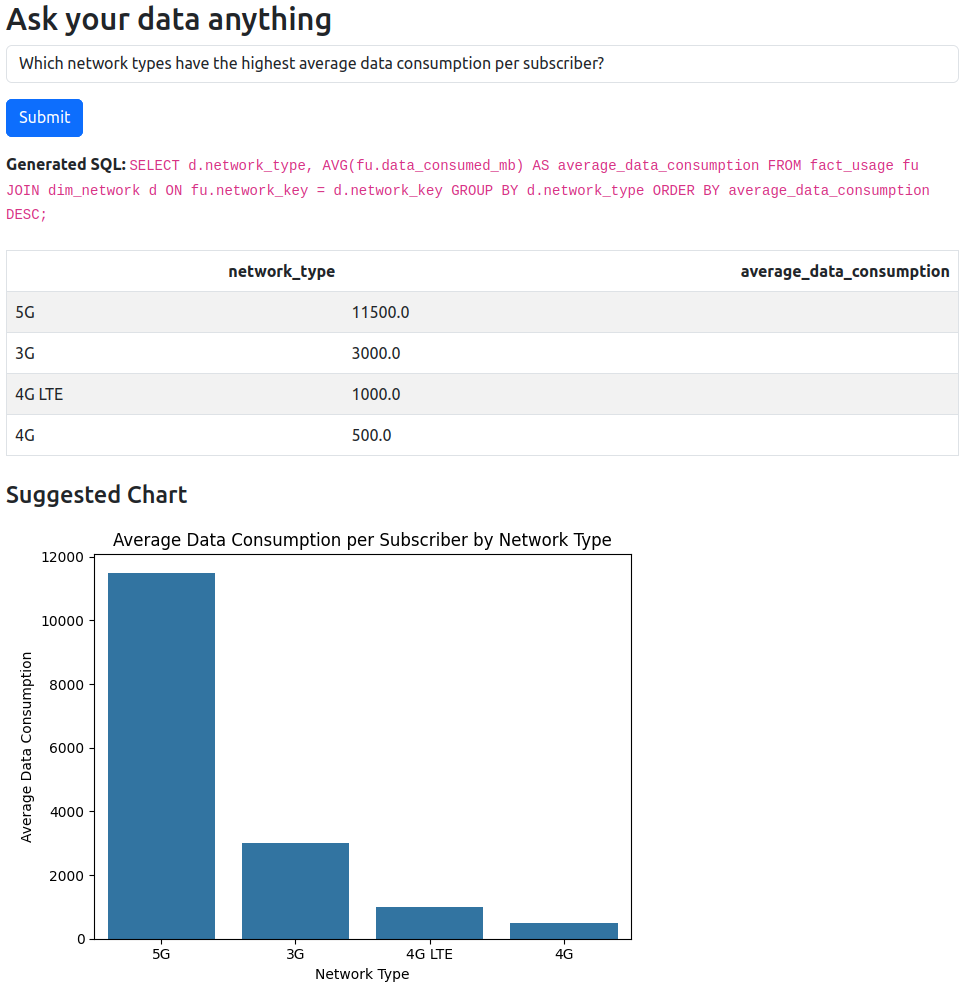 Ask your data anything
Which network types have the highest average data consumption per subscriber?
Submit
Generated SQL: SELECT d.network_type, AVG(fu.data_consumed_mb) AS average_data_consumption FROM fact_usage fu
JOIN dim_network d ON fu.network_key = d.network_key GROUP BY d.network_type ORDER BY average_data_consumption
DESC;
network_type average_data_consumption
5G 11500.0
3G 3000.0
4G LTE 1000.0
4G 500.0
Suggested Chart
Average Data Consumption per Subscriber by Network Type
12000
10000
8000
6000
4000
2000
0
Average Data Consumption
5G 3G 4G LTE 4G
Network Type